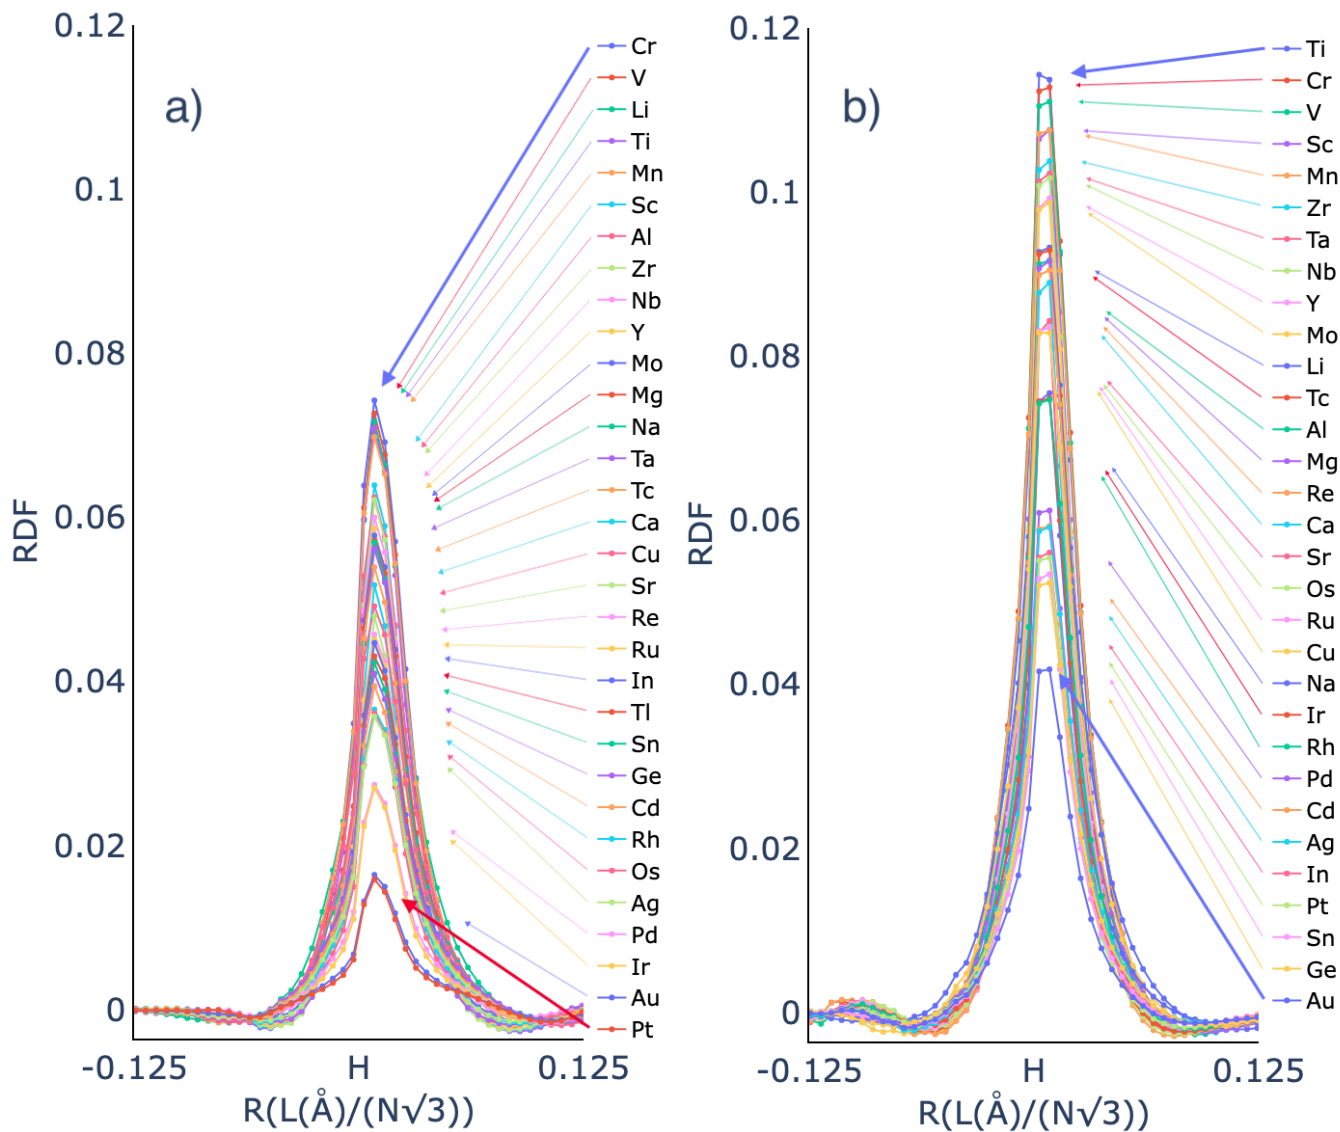 a)
0.12
0.1
0.08
0.06
0.04
0.02
0
RDF
-0.125
H
0.125
R(L(Å)/(N√3))
Cr
V
Li
Ti
Mn
Sc
Al
Zr
Nb
Y
Mo
Mg
Na
Ta
Tc
Ca
Cu
Sr
Re
Ru
In
Tl
Sn
Ge
Cd
Rh
Os
Ag
Pd
Ir
Au
Pt
b)
0.12
0.1
0.08
0.06
0.04
0.02
0
RDF
-0.125
H
0.125
R(L(Å)/(N√3))
Ti
Cr
V
Sc
Mn
Zr
Ta
Nb
Y
Mo
Li
Tc
Al
Mg
Re
Ca
Sr
Os
Ru
Cu
Na
Ir
Rh
Pd
Cd
Ag
In
Pt
Sn
Ge
Au